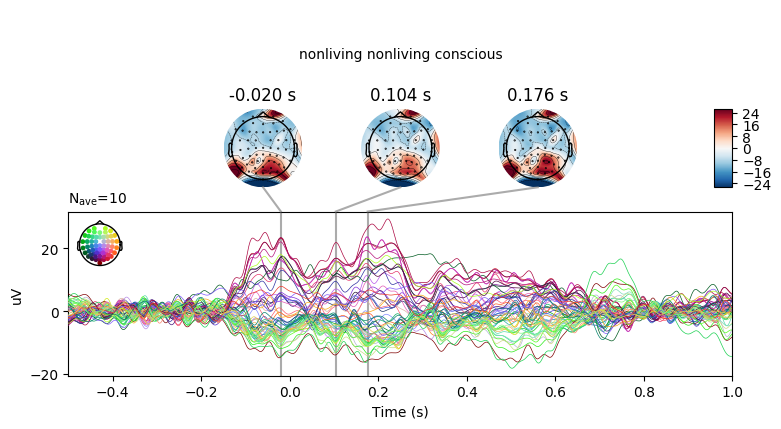 nonliving nonliving conscious
-0.020 s 0.104 s 0.176 s
24
16
8
0
−8
−16
−24
Nave=10
20
0
−20
uV
−0.4 −0.2 0.0 0.2 0.4 0.6 0.8 1.0
Time (s)